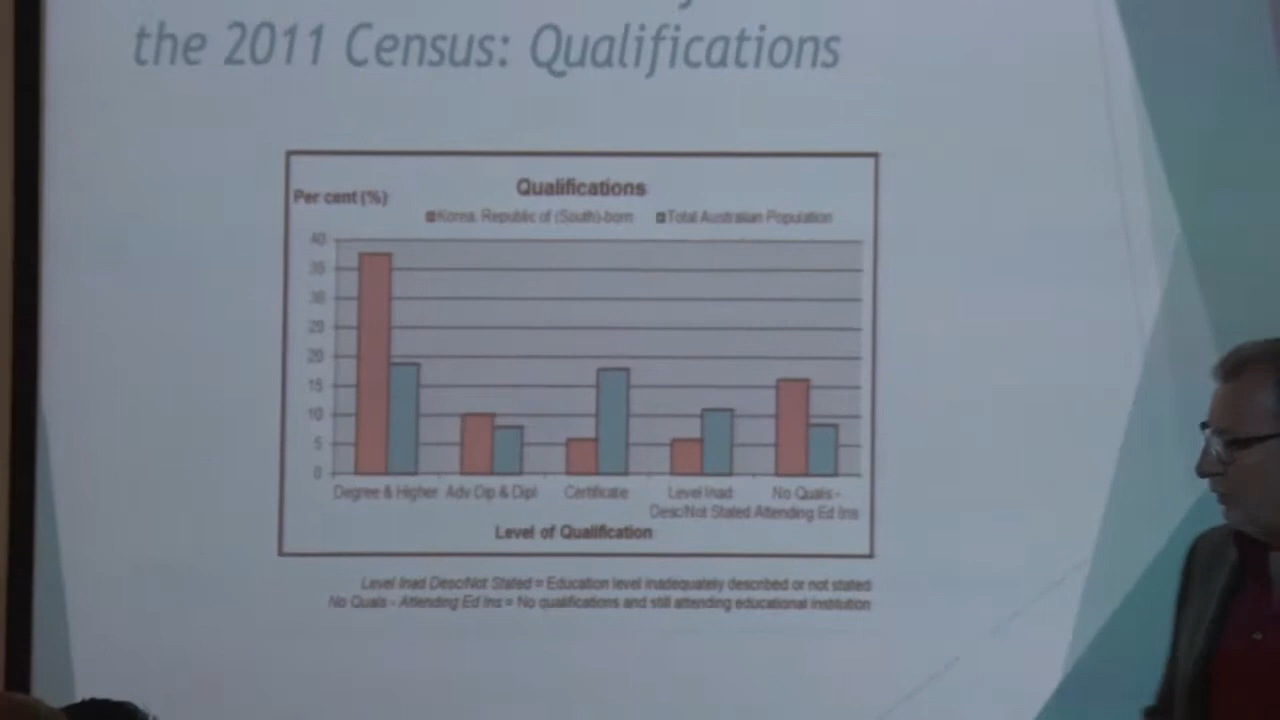 the 2011 Census: Qualifications
Qualifications
Per cent (%)
Korea, Republic of (South)-born
Total Australian Population
40
35
30
25
20
15
10
5
0
Degree & Higher
Adv Dip & Dipl
Certificate
Level Inad
Desc/Not Stated
No Quals -
Attending Ed Ins
Level of Qualification
Level Inad Desc/Not Stated = Education level inadequately described or not stated
No Quals - Attending Ed Ins = No qualifications and still attending educational institution